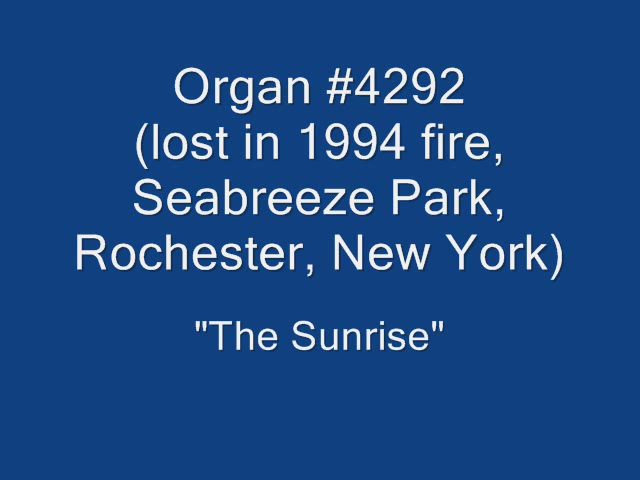 Organ #4292
(lost in 1994 fire,
Seabreeze Park,
Rochester, New York)
"The Sunrise"